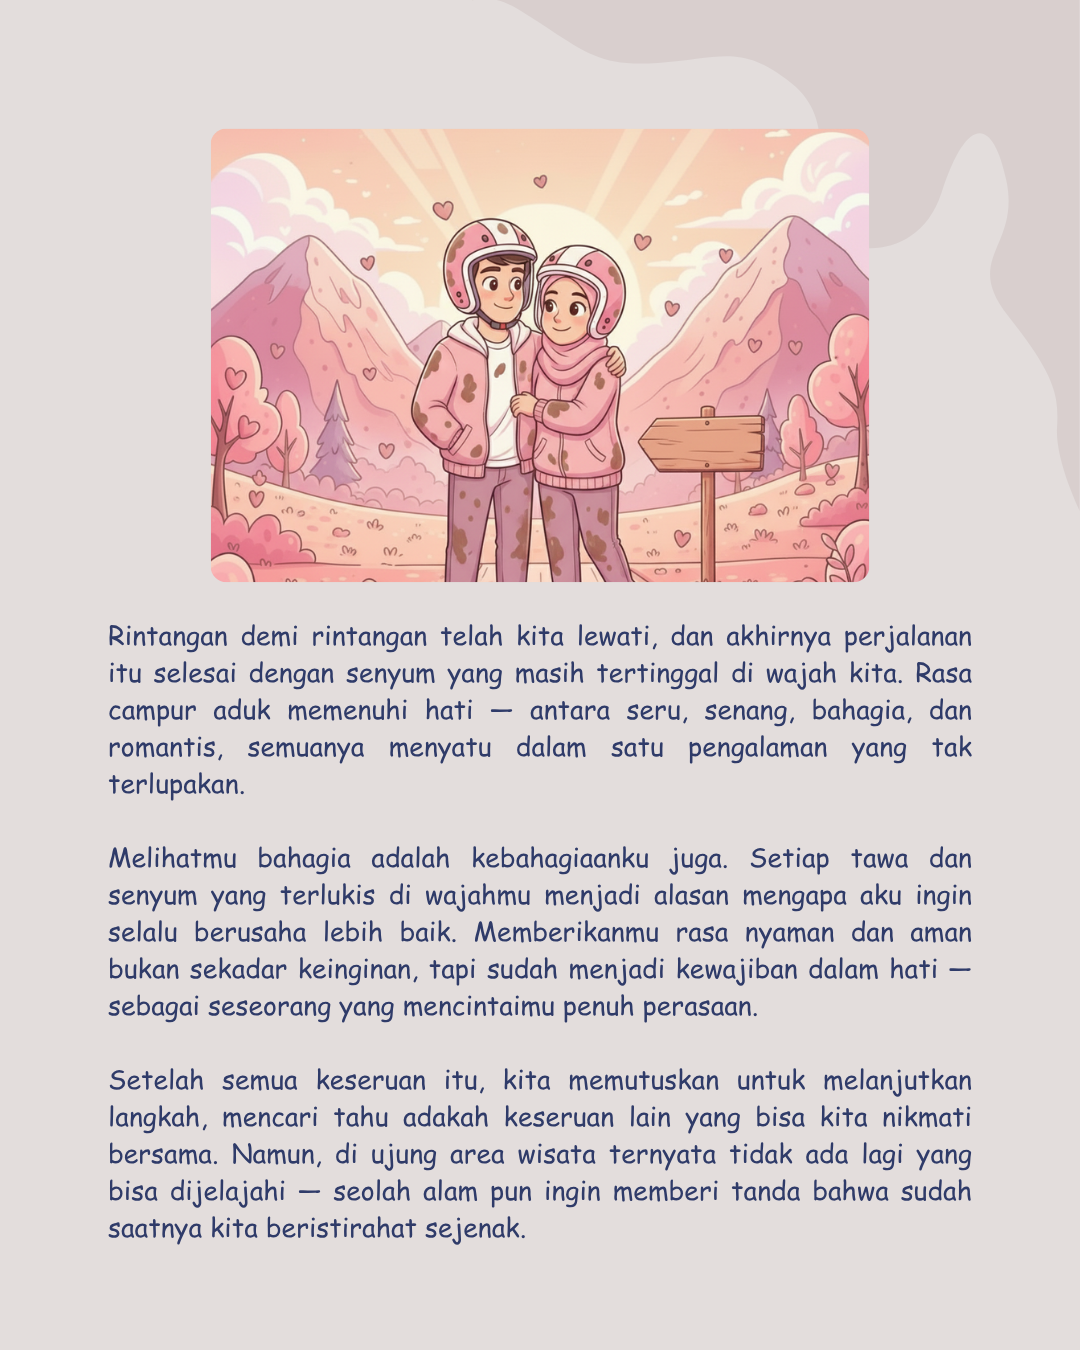 Rintangan demi rintangan telah kita lewati, dan akhirnya perjalanan
itu selesai dengan senyum yang masih tertinggal di wajah kita. Rasa
campur aduk memenuhi hati — antara seru, senang, bahagia, dan
romantis, semuanya menyatu dalam satu pengalaman yang tak
terlupakan.
Melihatmu bahagia adalah kebahagiaanku juga. Setiap tawa dan
senyum yang terlukis di wajahmu menjadi alasan mengapa aku ingin
selalu berusaha lebih baik. Memberikanmu rasa nyaman dan aman
bukan sekadar keinginan, tapi sudah menjadi kewajiban dalam hati —
sebagai seseorang yang mencintaimu penuh perasaan.
Setelah semua keseruan itu, kita memutuskan untuk melanjutkan
langkah, mencari tahu adakah keseruan lain yang bisa kita nikmati
bersama. Namun, di ujung area wisata ternyata tidak ada lagi yang
bisa dijelajahi — seolah alam pun ingin memberi tanda bahwa sudah
saatnya kita beristirahat sejenak.